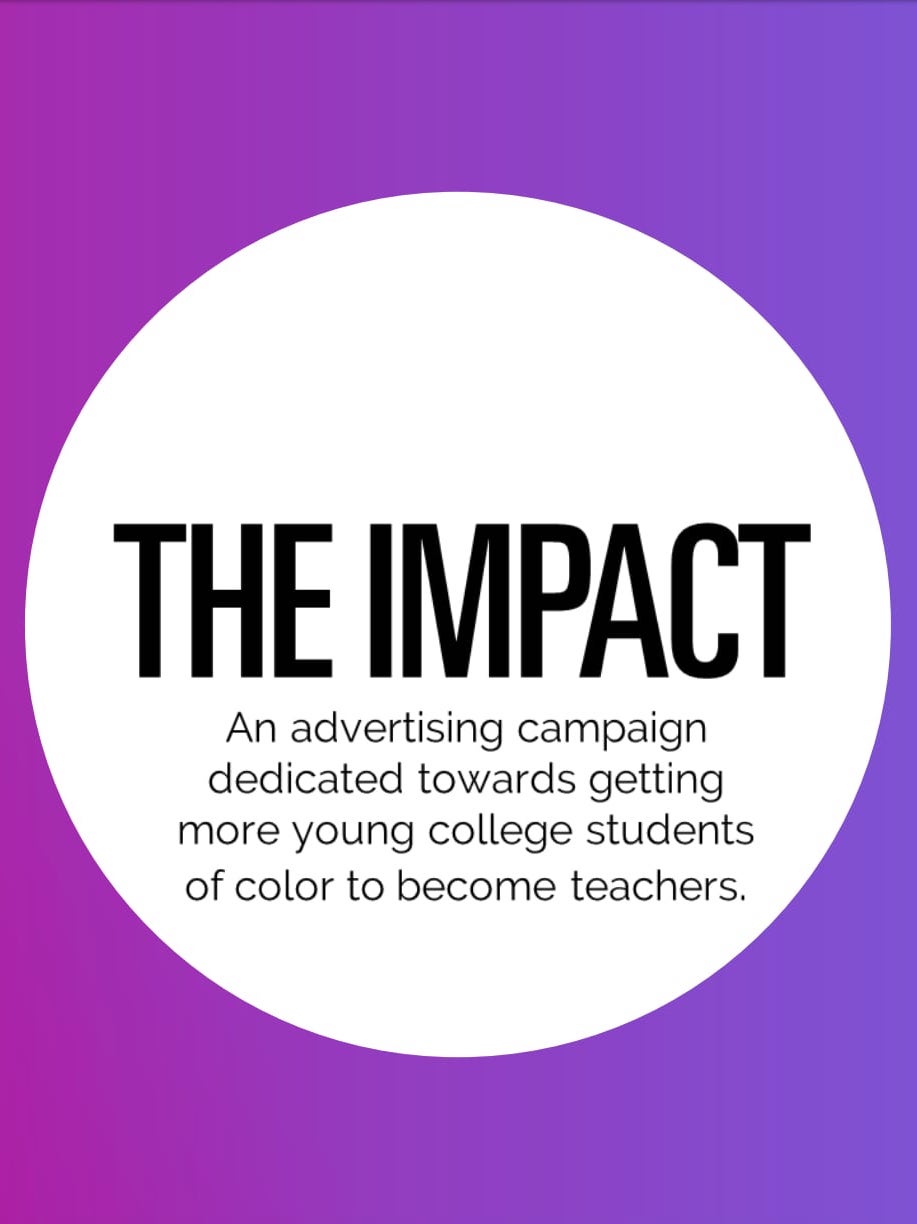 THE IMPACT
An advertising campaign
dedicated towards getting
more young college students
of color to become teachers.